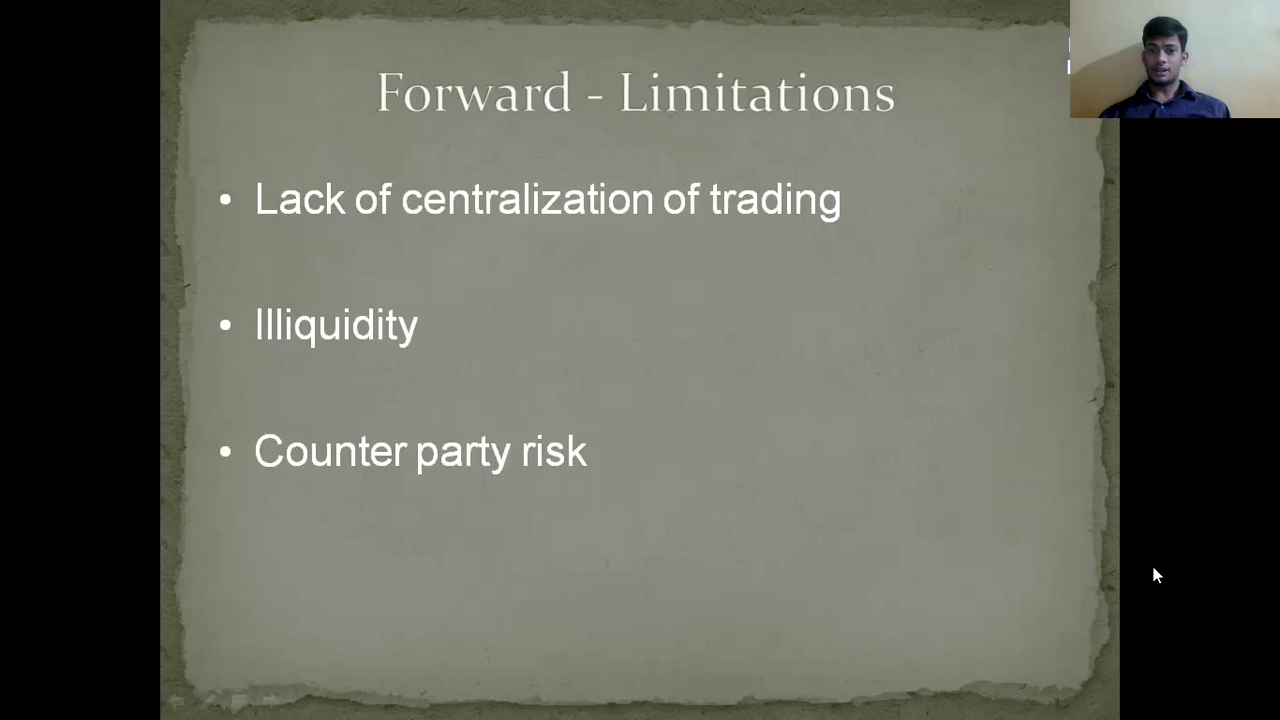 Forward - Limitations
• Lack of centralization of trading
• Illiquidity
• Counter party risk